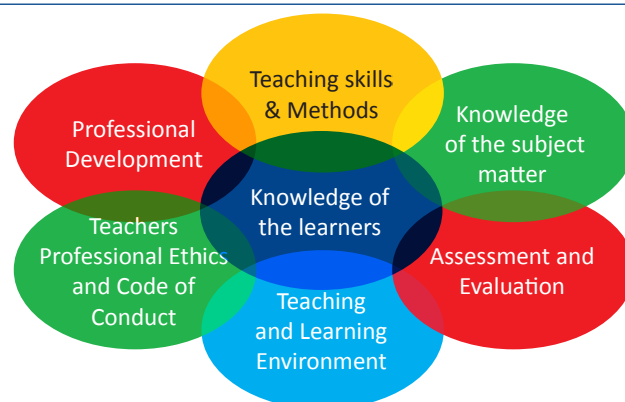 Teaching skills
& Methods
Professional
Development
Knowledge
of the subject
matter
Knowledge of
the learners
Teachers
Professional Ethics
and Code of
Conduct
Assessment and
Evaluation
Teaching
and Learning
Environment